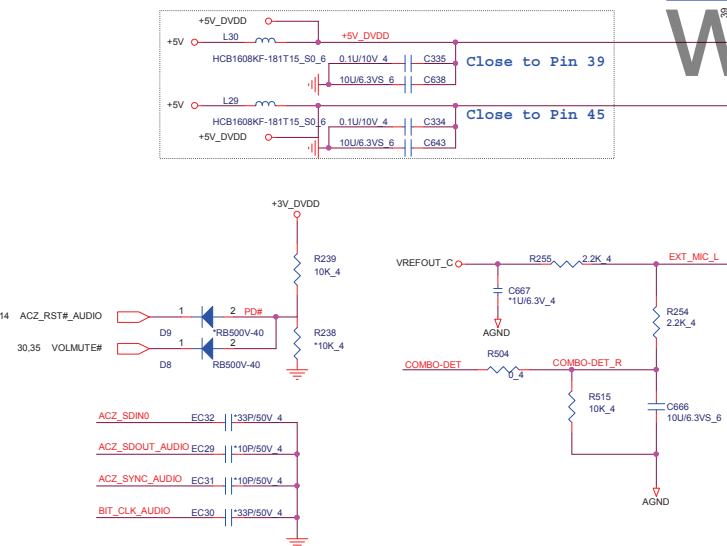 +5V_DVDD
39
W
+5V L30 +5V_DVDD
HCB1608KF-181T15_S0_6 0.1U/10V_4 C335 Close to Pin 39
10U/6.3VS_6 C638
+5V L29
HCB1608KF-181T15_S0_6 0.1U/10V_4 C334 Close to Pin 45
+5V_DVDD
10U/6.3VS_6 C643
+3V_DVDD
R239
10K_4
VREFOUT_C R255 2.2K_4 EXT_MIC_L
C667
*1U/6.3V_4
AGND
14 ACZ_RST#_AUDIO 1 2 PD#
D9 *RB500V-40
R238
*10K_4
30,35 VOLMUTE# 1 2
D8 RB500V-40
R254
2.2K_4
COMBO-DET R504 COMBO-DET_R
0_4
R515
10K_4
C666
10U/6.3VS_6
AGND
ACZ_SDIN0 EC32 *33P/50V_4
ACZ_SDOUT_AUDIO EC29 *10P/50V_4
ACZ_SYNC_AUDIO EC31 *10P/50V_4
BIT_CLK_AUDIO EC30 *33P/50V_4